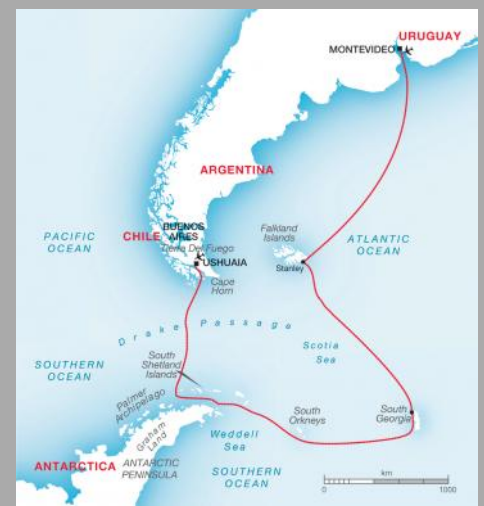 URUGUAY
MONTEVIDEO
ARGENTINA
PACIFIC
OCEAN
CHILE
BUENOS
AIRES
Tierra Del Fuego
USHUAIA
Falkland
Islands
ATLANTIC
OCEAN
Stanley
Cape
Horn
Drake Passage
Scotia
Sea
SOUTHERN
OCEAN
South
Shetland
Islands
Palmer
Archipelago
South
Orkneys
South
Georgia
Graham
Land
Weddell
Sea
ANTARCTICA
ANTARCTIC
PENINSULA
SOUTHERN
OCEAN
km
0
1000